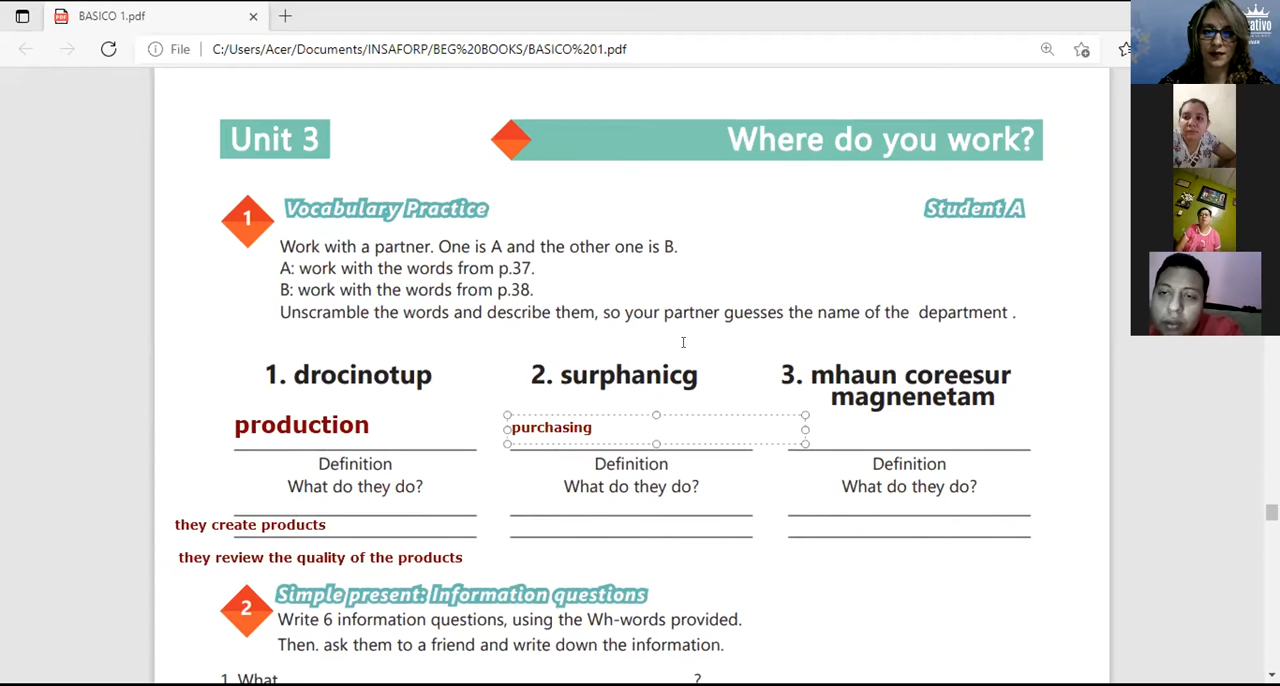 BASICO 1.pdf
File
C:/Users/Acer/Documents/INSAFORP/BEG%20BOOKS/BASICO%201.pdf
Unit 3
Where do you work?
1
Vocabulary Practice
Student A
Work with a partner. One is A and the other one is B.
A: work with the words from p.37.
B: work with the words from p.38.
Unscramble the words and describe them, so your partner guesses the name of the department .
1. drocinotup
2. surphanicg
3. mhaun coreesur
magnenetam
production
purchasing
Definition
Definition
Definition
What do they do?
What do they do?
What do they do?
they create products
they review the quality of the products
2
Simple present: Information questions
Write 6 information questions, using the Wh-words provided.
Then. ask them to a friend and write down the information.
1. What
?